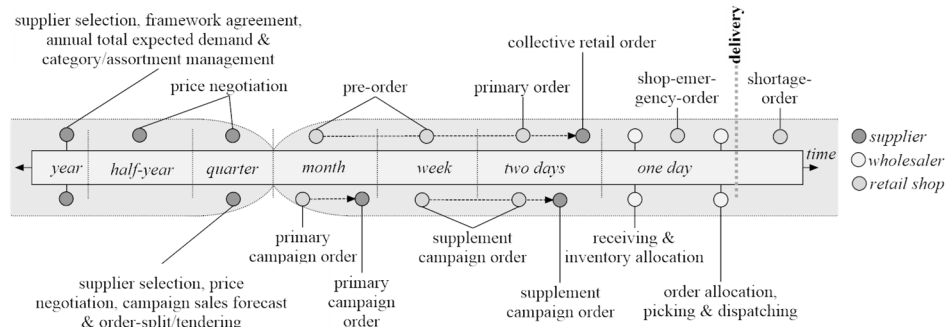 supplier selection, framework agreement,
annual total expected demand &
category/assortment management
price negotiation
pre-order
collective retail order
primary order
shop-emer-
gency-order
delivery
shortage-
order
year
half-year
quarter
month
week
two days
one day
time
supplier
wholesaler
retail shop
supplier selection, price
negotiation, campaign sales forecast
& order-split/tendering
primary
campaign order
primary
campaign
order
supplement
campaign order
supplement
campaign order
receiving &
inventory allocation
order allocation,
picking & dispatching